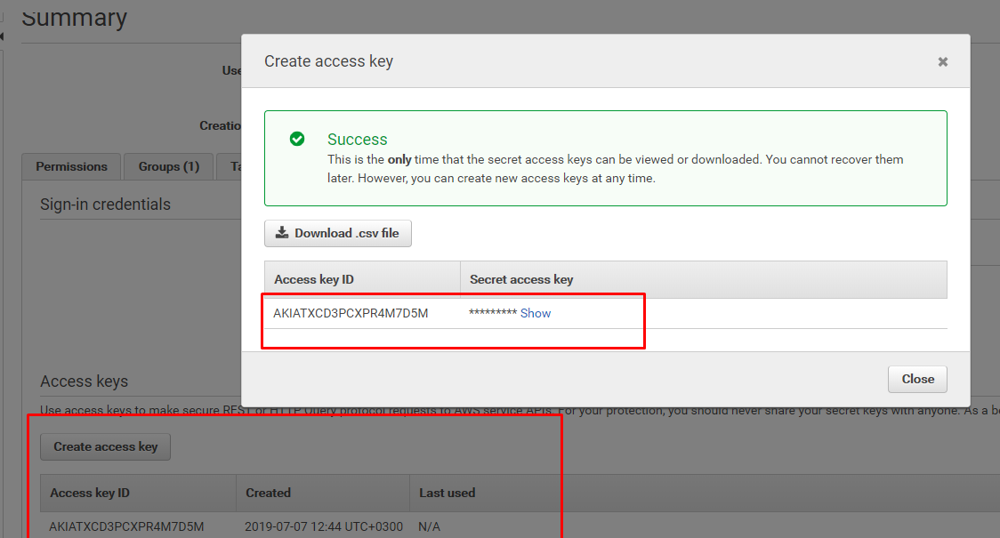 Summary
Create access key
Use
Success
This is the only time that the secret access keys can be viewed or downloaded. You cannot recover them
later. However, you can create new access keys at any time.
Creatio
Permissions
Groups (1)
Ta
Sign-in credentials
Download .csv file
Access key ID Secret access key
AKIATXCD3PCXPR4M7D5M ********* Show
Close
Access keys
Use access keys to make secure REST or HTTP Query protocol requests to AWS service APIs. For your protection, you should never share your secret keys with anyone. As a be
Create access key
Access key ID Created Last used
AKIATXCD3PCXPR4M7D5M 2019-07-07 12:44 UTC+0300 N/A